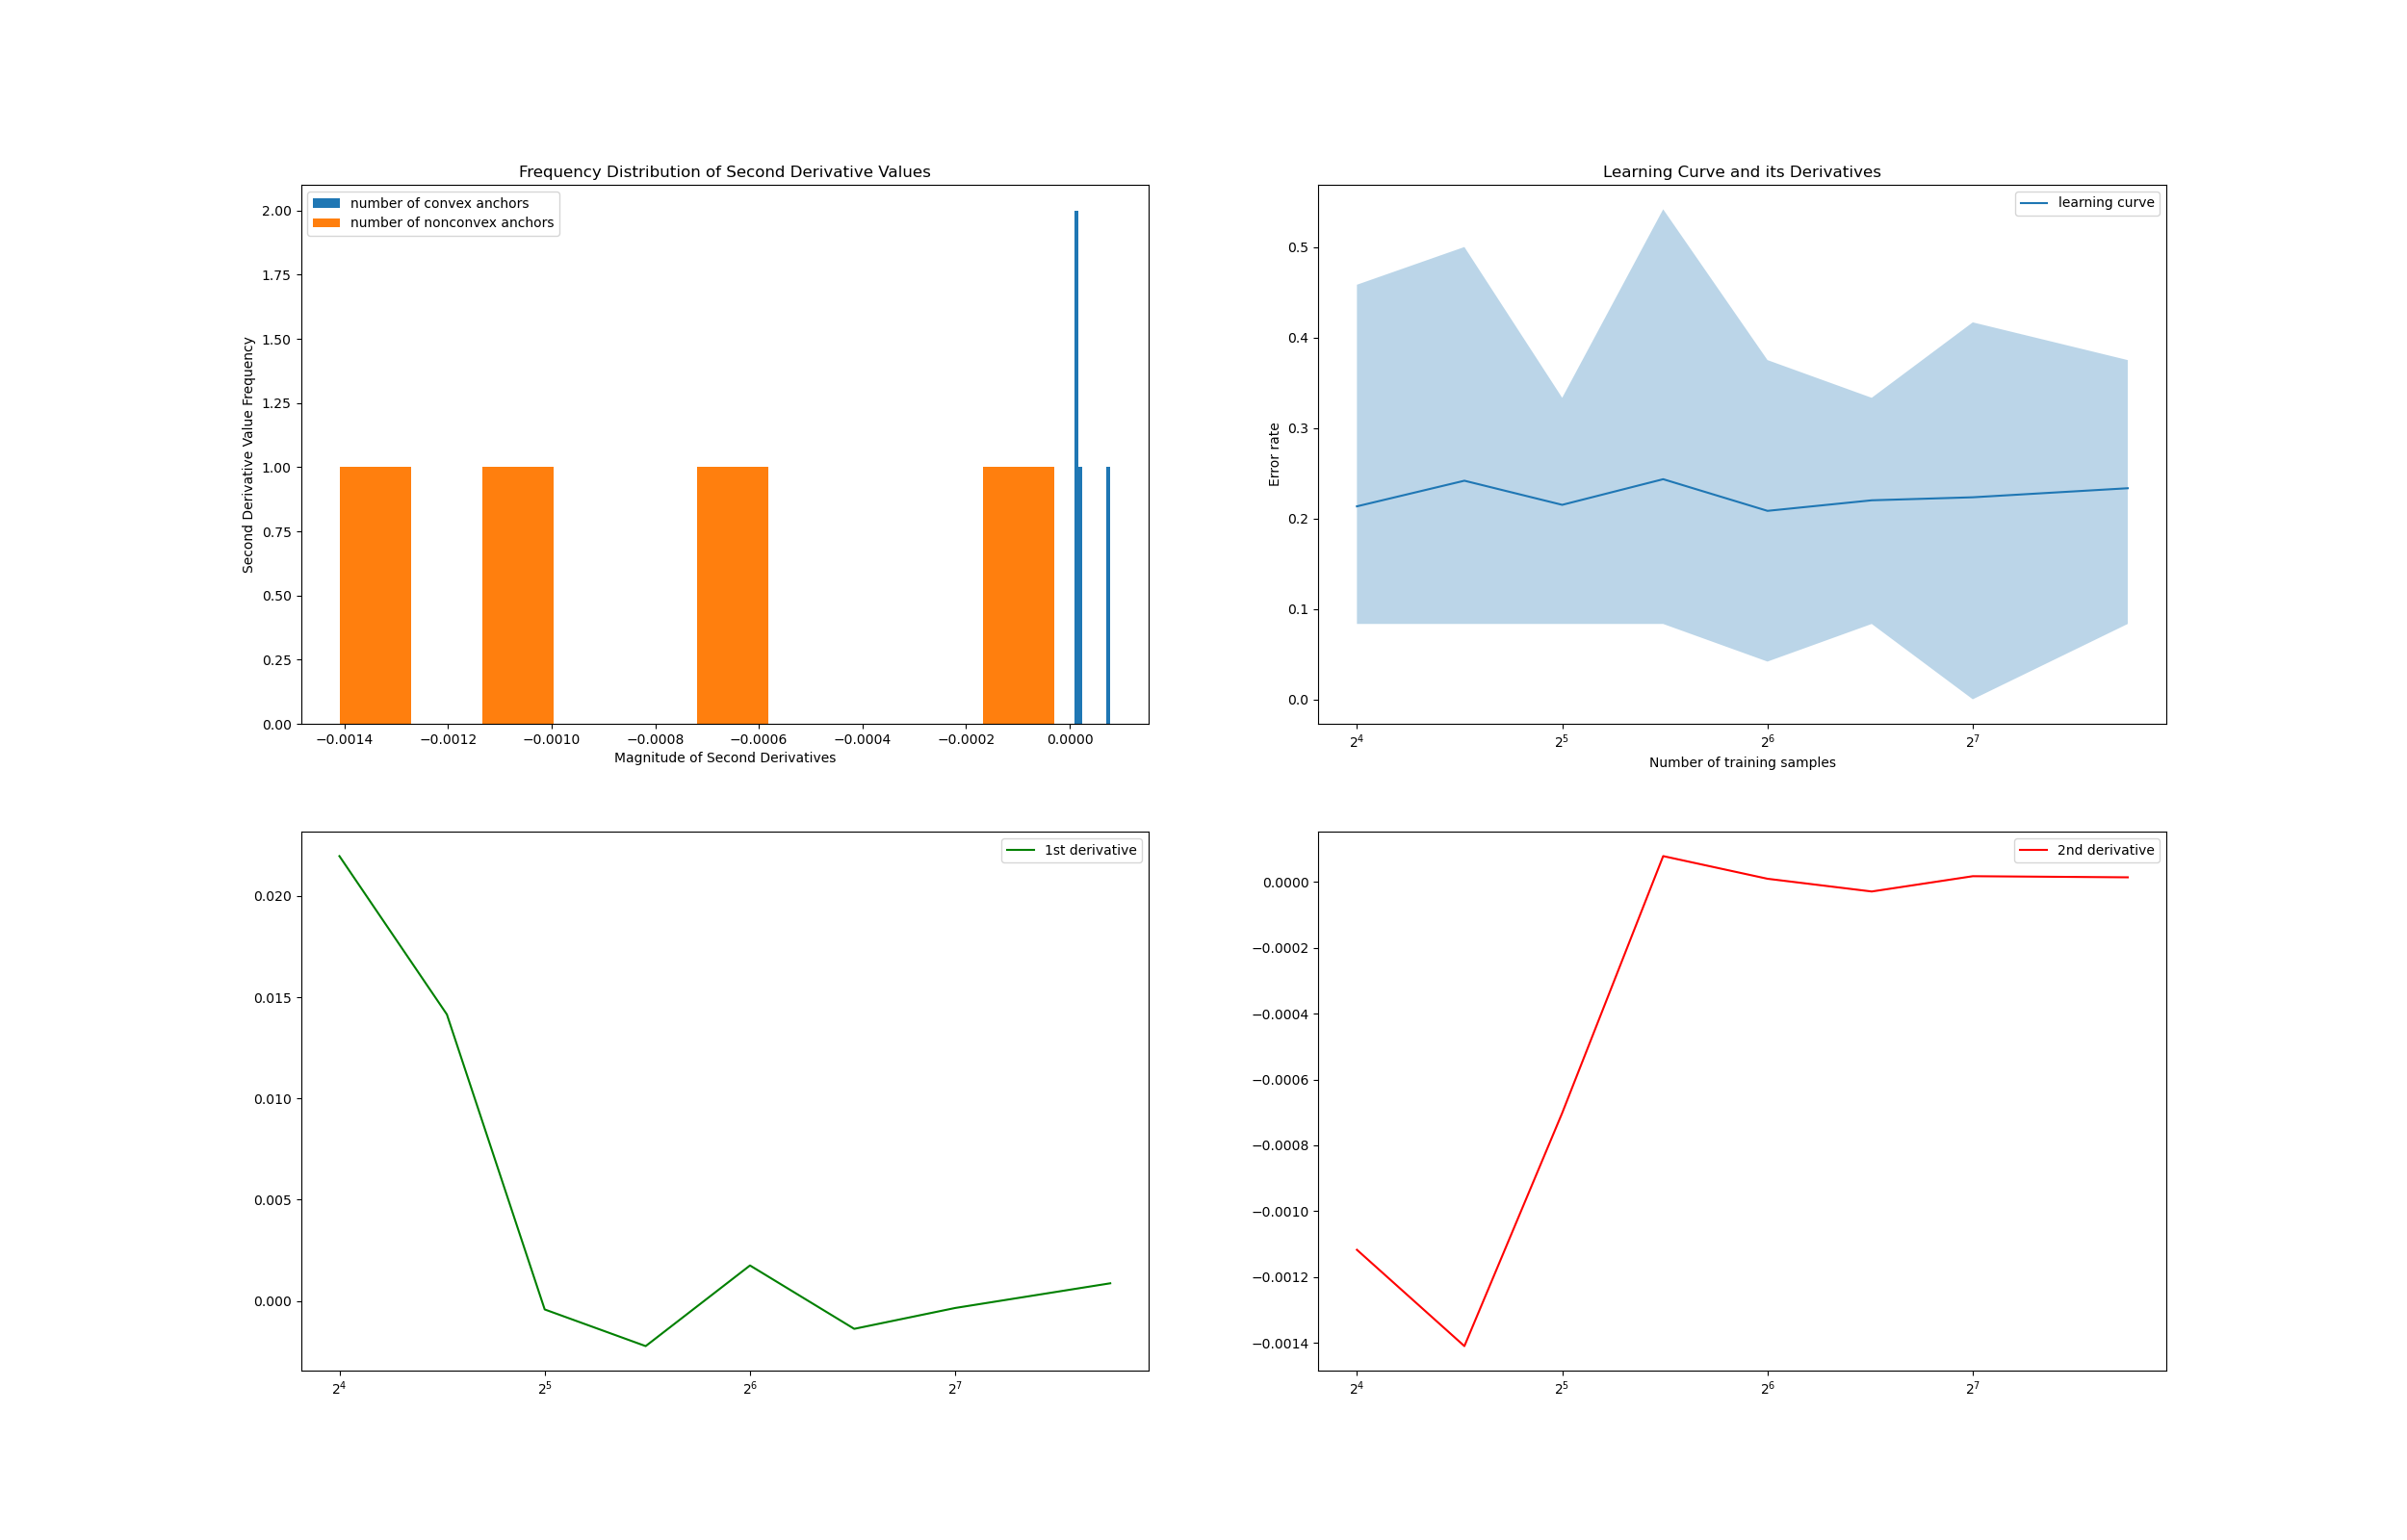 Frequency Distribution of Second Derivative Values
number of convex anchors
number of nonconvex anchors
Second Derivative Value Frequency
2.00
1.75
1.50
1.25
1.00
0.75
0.50
0.25
0.00
−0.0014 −0.0012 −0.0010 −0.0008 −0.0006 −0.0004 −0.0002 0.0000
Magnitude of Second Derivatives
Learning Curve and its Derivatives
learning curve
Error rate
0.5
0.4
0.3
0.2
0.1
0.0
2⁴ 2⁵ 2⁶ 2⁷
Number of training samples
1st derivative
0.020
0.015
0.010
0.005
0.000
2⁴ 2⁵ 2⁶ 2⁷
2nd derivative
0.0000
−0.0002
−0.0004
−0.0006
−0.0008
−0.0010
−0.0012
−0.0014
2⁴ 2⁵ 2⁶ 2⁷